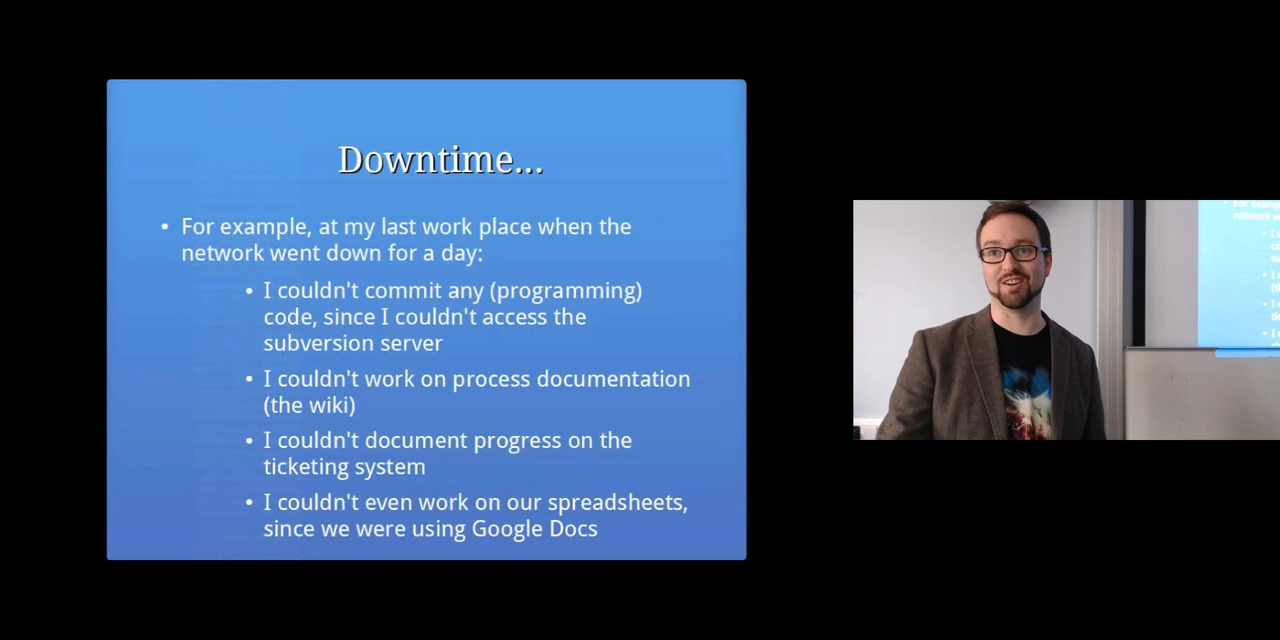 Downtime...
• For example, at my last work place when the
network went down for a day:
• I couldn't commit any (programming)
code, since I couldn't access the
subversion server
• I couldn't work on process documentation
(the wiki)
• I couldn't document progress on the
ticketing system
• I couldn't even work on our spreadsheets,
since we were using Google Docs